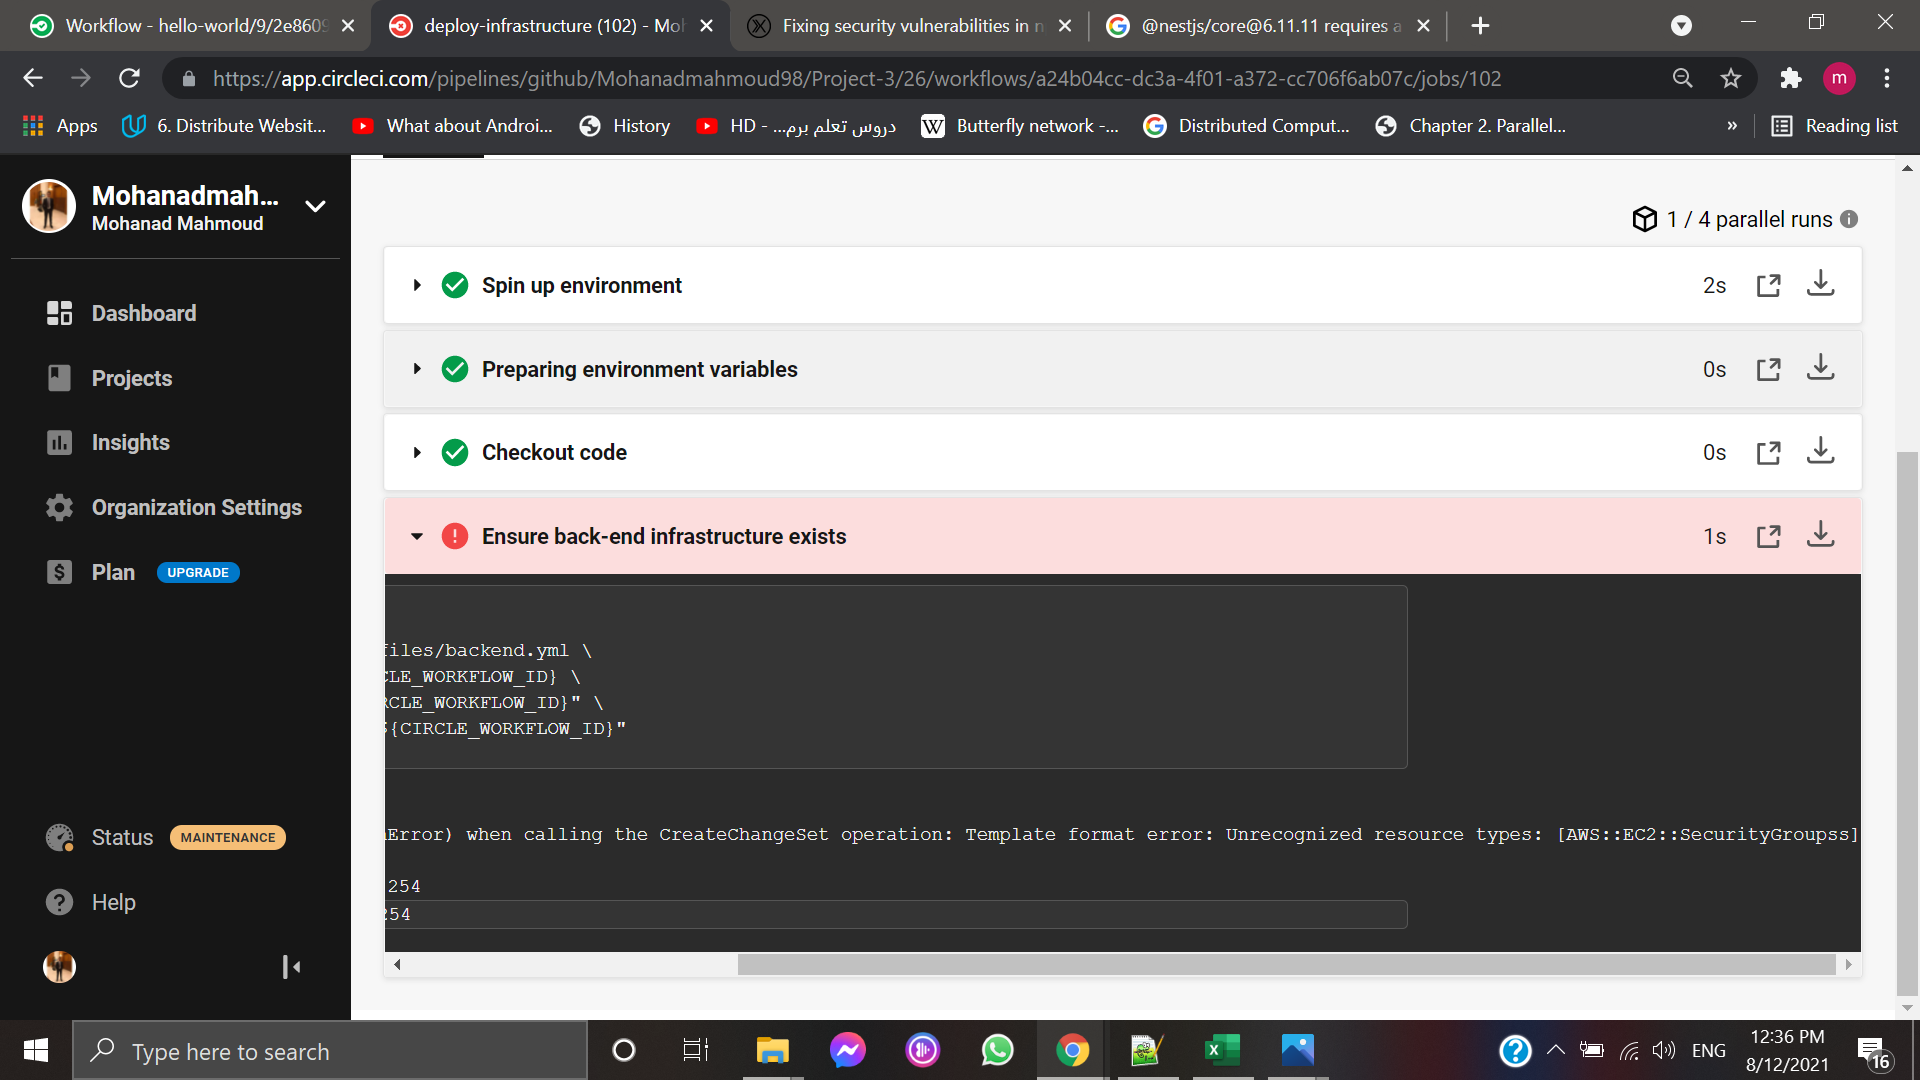 Workflow - hello-world/9/2e8609
deploy-infrastructure (102) - Moh
Fixing security vulnerabilities in n
@nestjs/core@6.11.11 requires a
https://app.circleci.com/pipelines/github/Mohanadmahmoud98/Project-3/26/workflows/a24b04cc-dc3a-4f01-a372-cc706f6ab07c/jobs/102
m
Apps
6. Distribute Websit...
What about Androi...
History
HD - ...دروس تعلم برم
Butterfly network -...
Distributed Comput...
Chapter 2. Parallel...
»
Reading list
Mohanadmah...
Mohanad Mahmoud
1 / 4 parallel runs
Spin up environment
2s
Dashboard
Preparing environment variables
0s
Projects
Checkout code
0s
Insights
Organization Settings
Ensure back-end infrastructure exists
1s
Plan
UPGRADE
files/backend.yml \
CLE_WORKFLOW_ID} \
RCLE_WORKFLOW_ID}" \
${CIRCLE_WORKFLOW_ID}"
nError) when calling the CreateChangeSet operation: Template format error: Unrecognized resource types: [AWS::EC2::SecurityGroupss]
254
254
Status
MAINTENANCE
Help
Type here to search
ENG
12:36 PM
8/12/2021
16